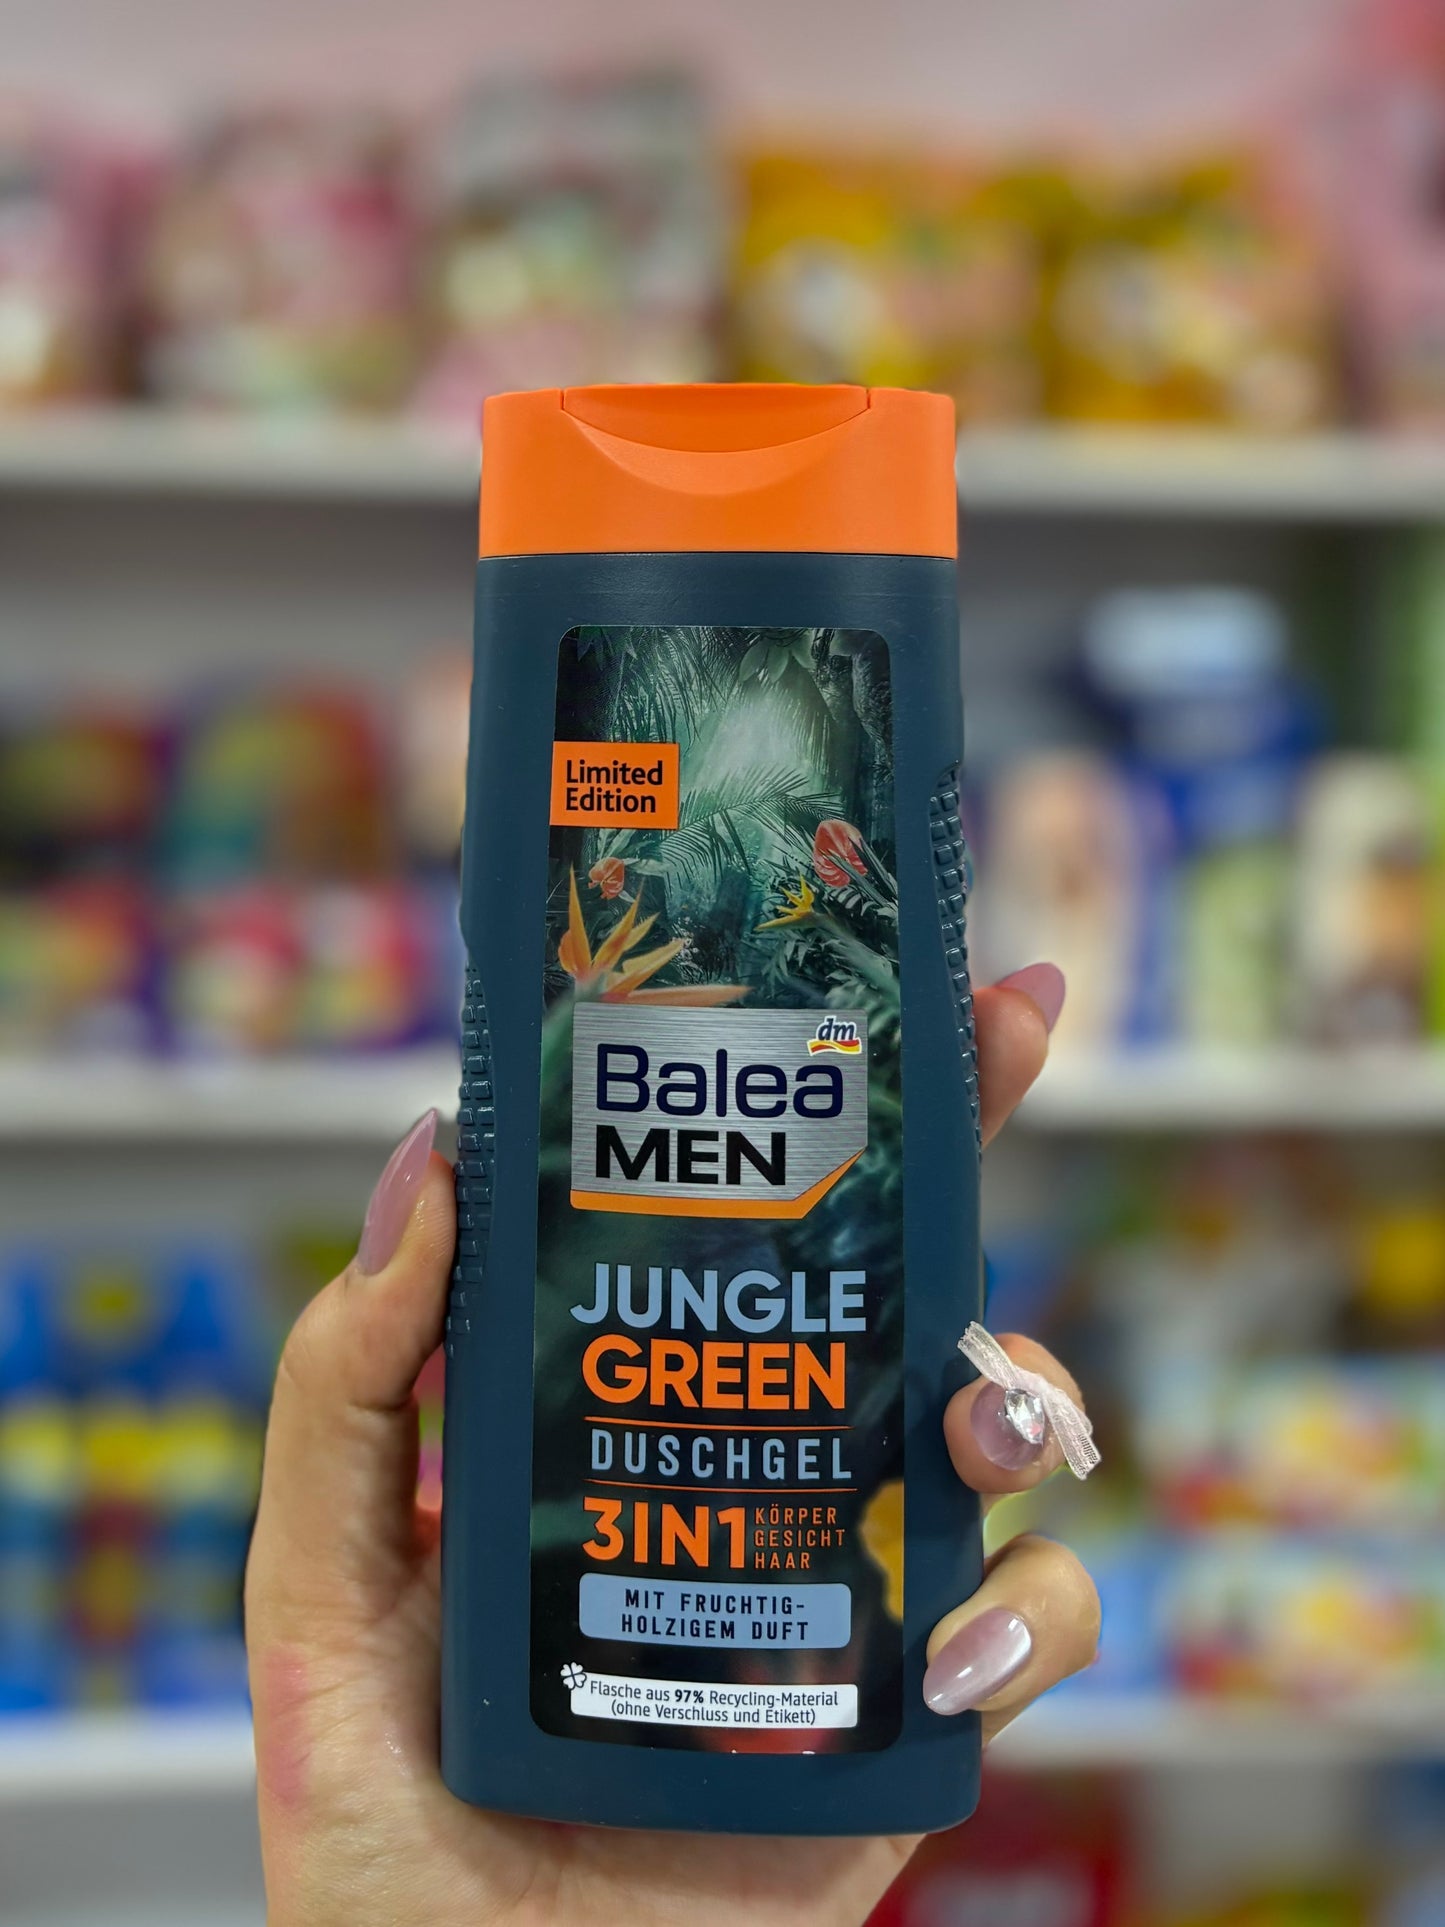 Limited
Edition
dm
Balea
MEN
JUNGLE
GREEN
DUSCHGEL
3IN1
KÖRPER
GESICHT
HAAR
MIT FRUCHTIG-
HOLZIGEM DUFT
Flasche aus 97% Recycling-Material
(ohne Verschluss und Etikett)